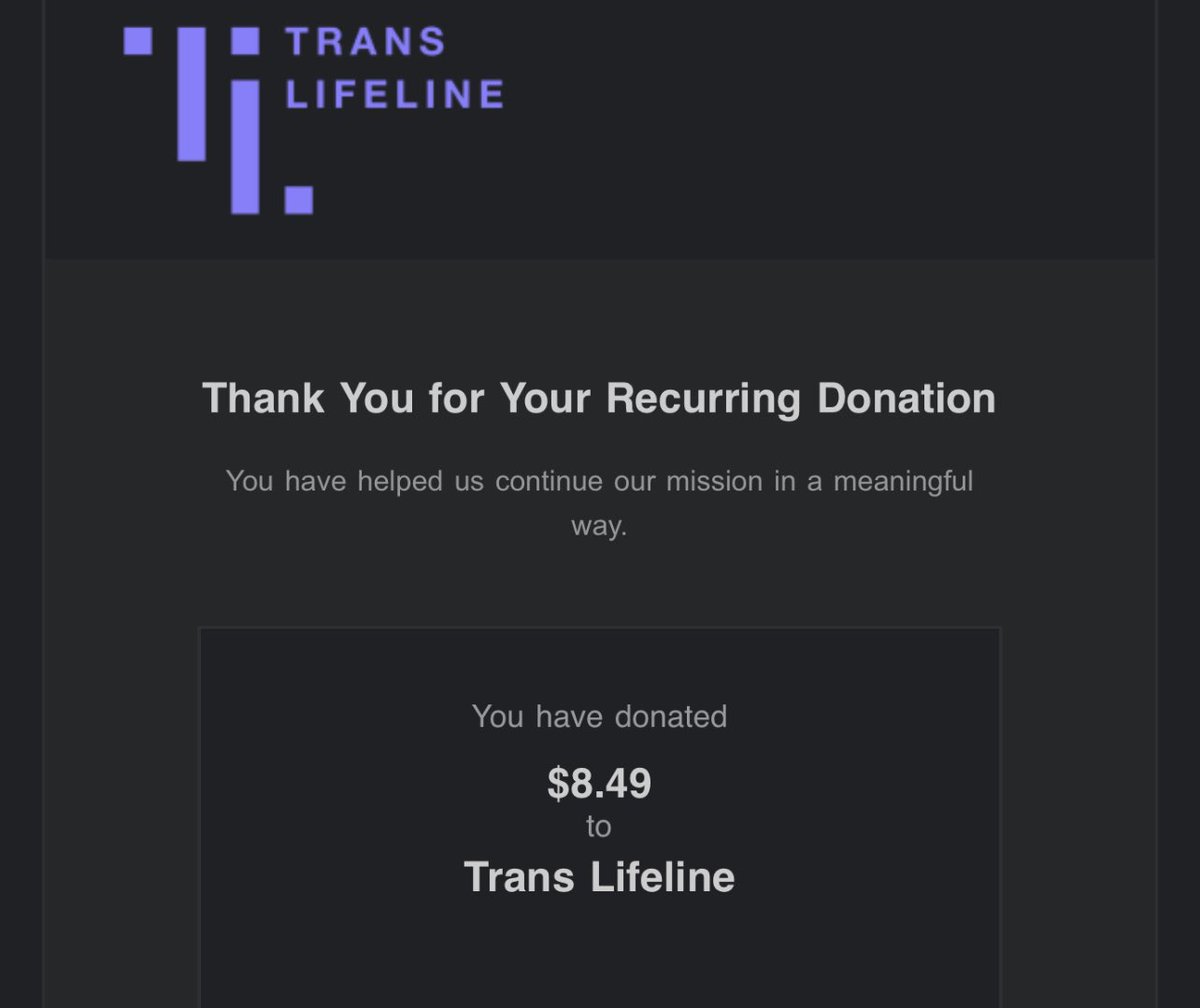 TRANS
LIFELINE
Thank You for Your Recurring Donation
You have helped us continue our mission in a meaningful
way.
You have donated
$8.49
to
Trans Lifeline